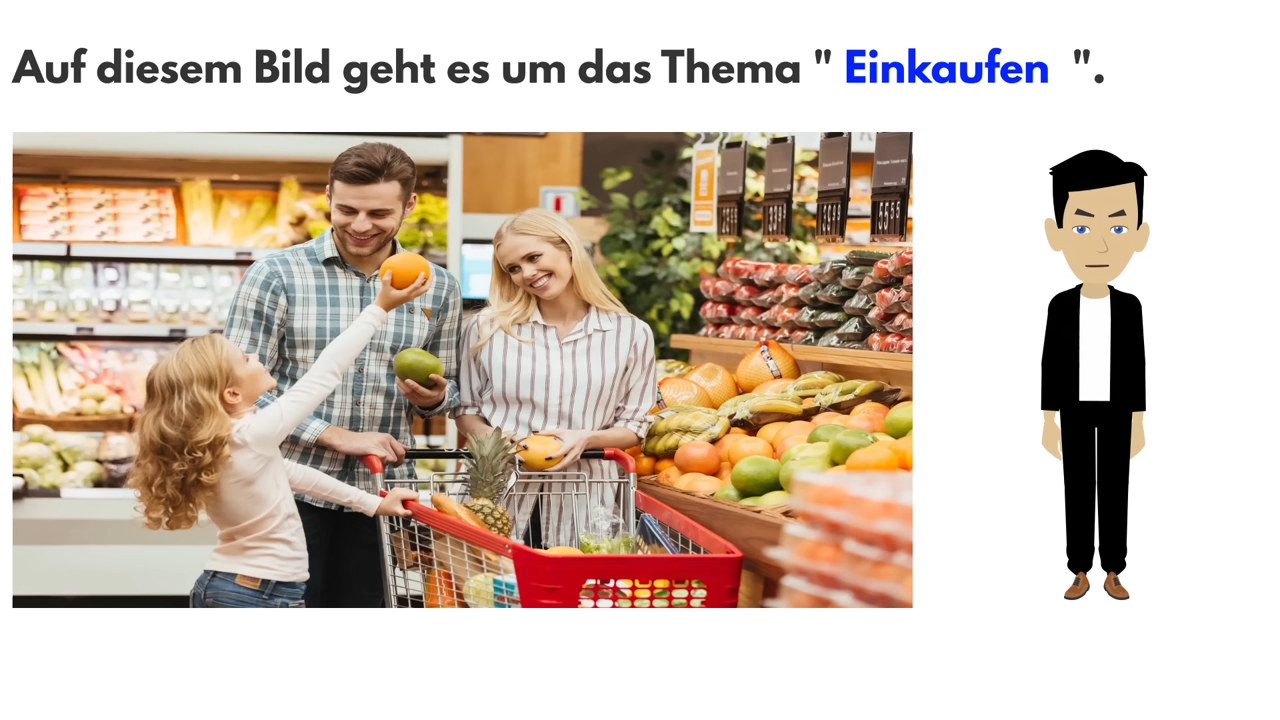 Auf diesem Bild geht es um das Thema " Einkaufen ".